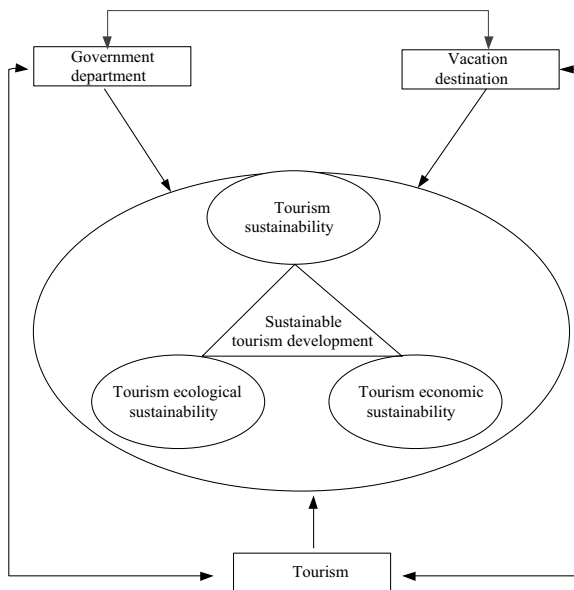 Government
department
Vacation
destination
Tourism
sustainability
Sustainable
tourism development
Tourism ecological
sustainability
Tourism economic
sustainability
Tourism